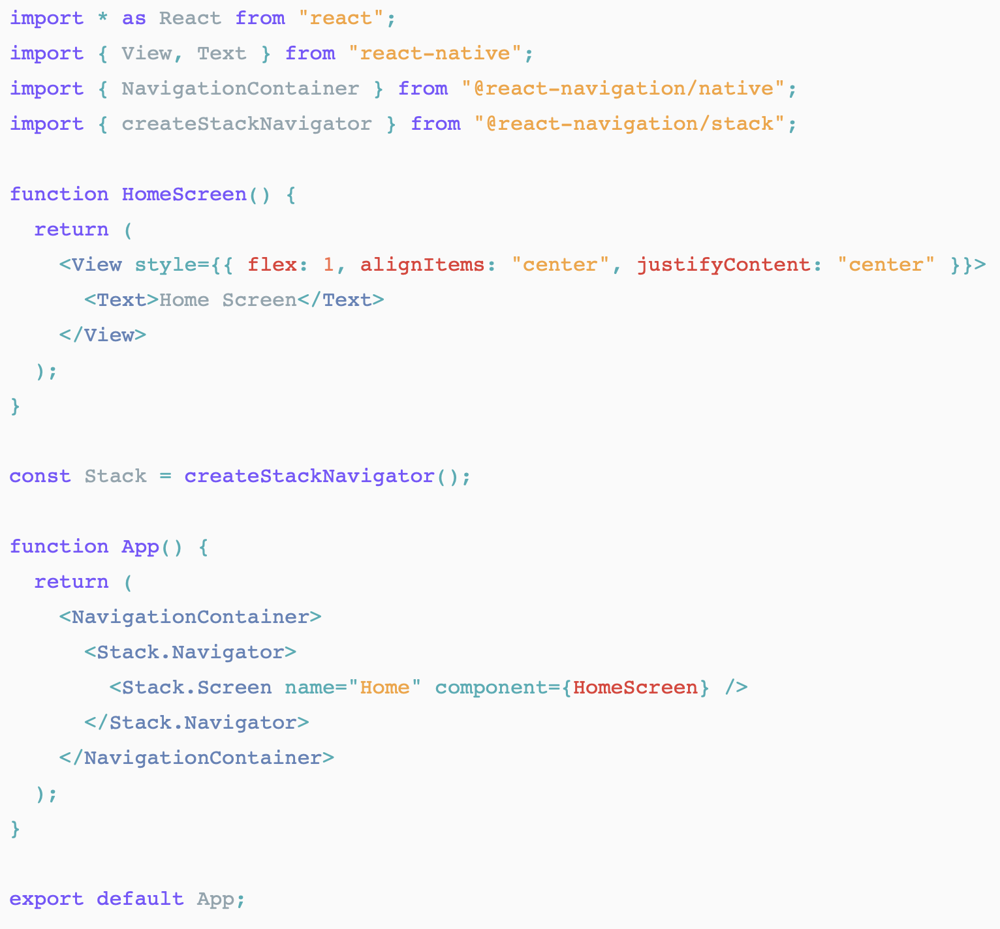 import * as React from "react";
import { View, Text } from "react-native";
import { NavigationContainer } from "@react-navigation/native";
import { createStackNavigator } from "@react-navigation/stack";

function HomeScreen() {
  return (
    <View style={{ flex: 1, alignItems: "center", justifyContent: "center" }}>
      <Text>Home Screen</Text>
    </View>
  );
}

const Stack = createStackNavigator();

function App() {
  return (
    <NavigationContainer>
      <Stack.Navigator>
        <Stack.Screen name="Home" component={HomeScreen} />
      </Stack.Navigator>
    </NavigationContainer>
  );
}

export default App;